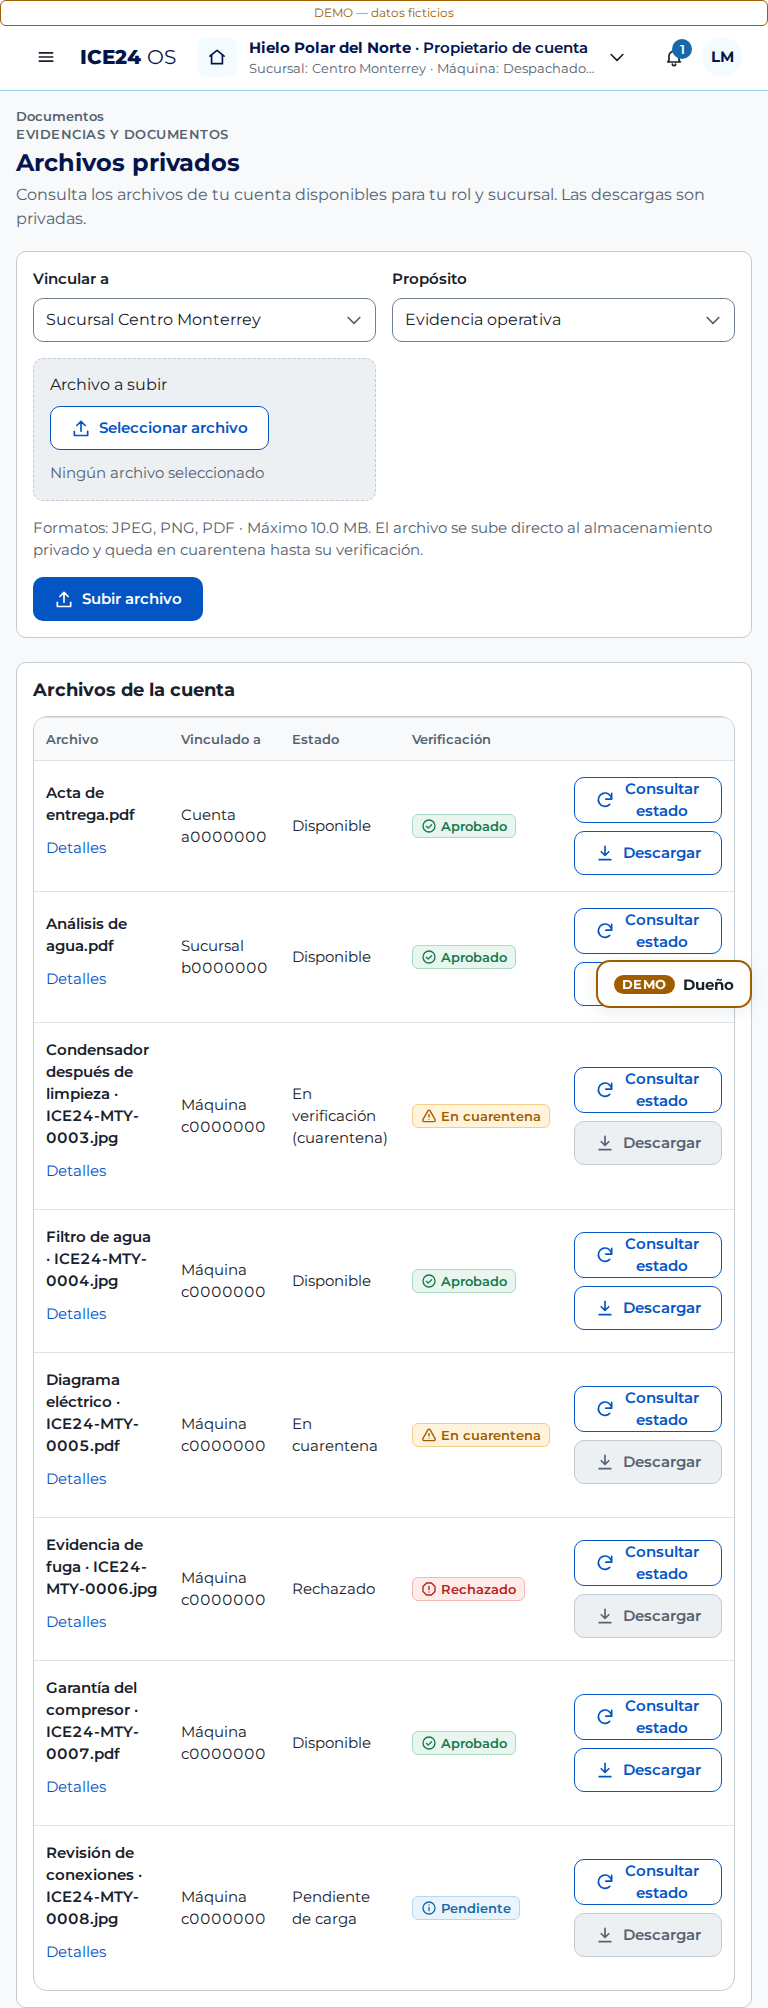 DEMO — datos ficticios
ICE24 OS
Hielo Polar del Norte · Propietario de cuenta
Sucursal: Centro Monterrey · Máquina: Despachado...
1
LM
Documentos
EVIDENCIAS Y DOCUMENTOS
Archivos privados
Consulta los archivos de tu cuenta disponibles para tu rol y sucursal. Las descargas son
privadas.
Vincular a
Propósito
Sucursal Centro Monterrey
Evidencia operativa
Archivo a subir
Seleccionar archivo
Ningún archivo seleccionado
Formatos: JPEG, PNG, PDF · Máximo 10.0 MB. El archivo se sube directo al almacenamiento
privado y queda en cuarentena hasta su verificación.
Subir archivo
Archivos de la cuenta
Archivo Vinculado a Estado Verificación
Acta de
entrega.pdf
Detalles
Cuenta
a0000000
Disponible
Aprobado
Consultar
estado
Descargar
Análisis de
agua.pdf
Detalles
Sucursal
b0000000
Disponible
Aprobado
Consultar
estado
DEMO Dueño
Condensador
después de
limpieza ·
ICE24-MTY-
0003.jpg
Detalles
Máquina
c0000000
En
verificación
(cuarentena)
En cuarentena
Consultar
estado
Descargar
Filtro de agua
· ICE24-MTY-
0004.jpg
Detalles
Máquina
c0000000
Disponible
Aprobado
Consultar
estado
Descargar
Diagrama
eléctrico ·
ICE24-MTY-
0005.pdf
Detalles
Máquina
c0000000
En
cuarentena
En cuarentena
Consultar
estado
Descargar
Evidencia de
fuga · ICE24-
MTY-0006.jpg
Detalles
Máquina
c0000000
Rechazado
Rechazado
Consultar
estado
Descargar
Garantía del
compresor ·
ICE24-MTY-
0007.pdf
Detalles
Máquina
c0000000
Disponible
Aprobado
Consultar
estado
Descargar
Revisión de
conexiones ·
ICE24-MTY-
0008.jpg
Detalles
Máquina
c0000000
Pendiente
de carga
Pendiente
Consultar
estado
Descargar